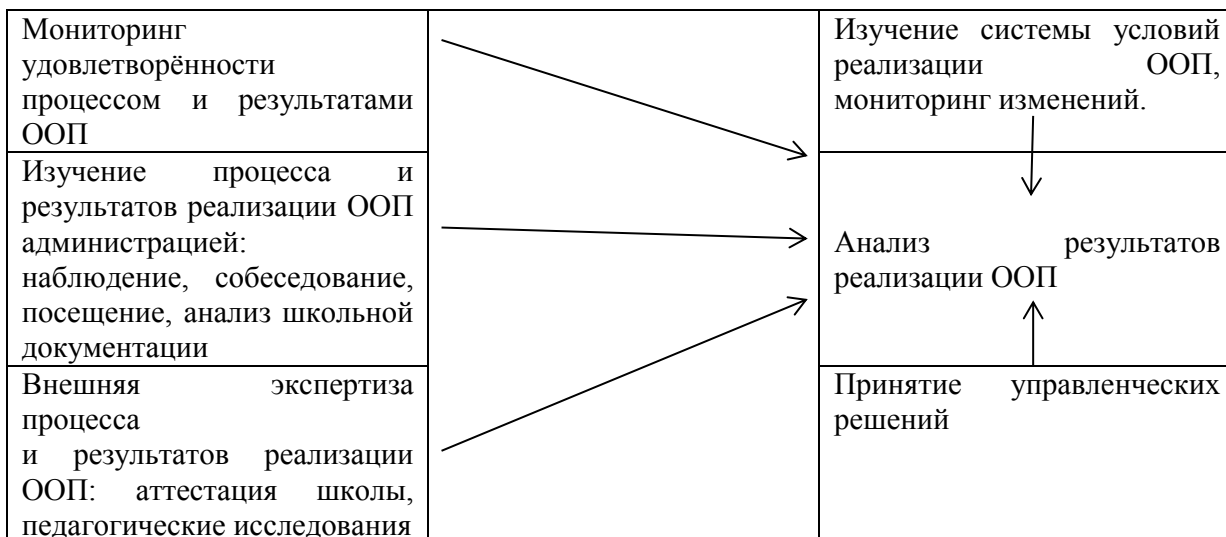 Мониторинг
удовлетворённости
процессом и результатами
ООП
Изучение процесса и
результатов реализации ООП
администрацией:
наблюдение, собеседование,
посещение, анализ школьной
документации
Внешняя экспертиза
процесса
и результатов реализации
ООП: аттестация школы,
педагогические исследования
Изучение системы условий
реализации ООП,
мониторинг изменений.
Анализ результатов
реализации ООП
Принятие управленческих
решений